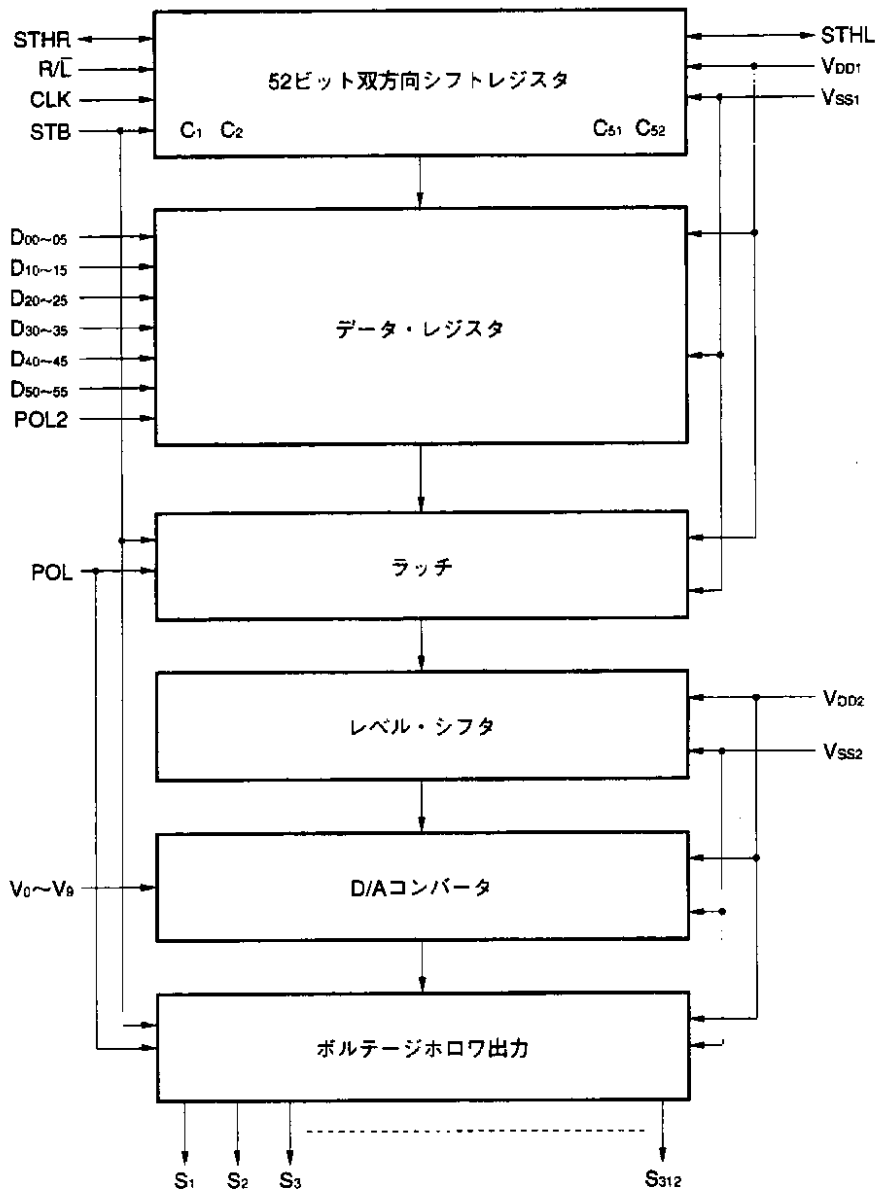 STHR
STHL
R/L̅
VDD1
52ビット双方向シフトレジスタ
CLK
VSS1
STB
C1 C2
C51 C52
D00~05
D10~15
D20~25
D30~35
データ・レジスタ
D40~45
D50~55
POL2
POL
ラッチ
レベル・シフタ
VDD2
VSS2
V0~V9
D/Aコンバータ
ボルテージホロワ出力
S1 S2 S3 S312